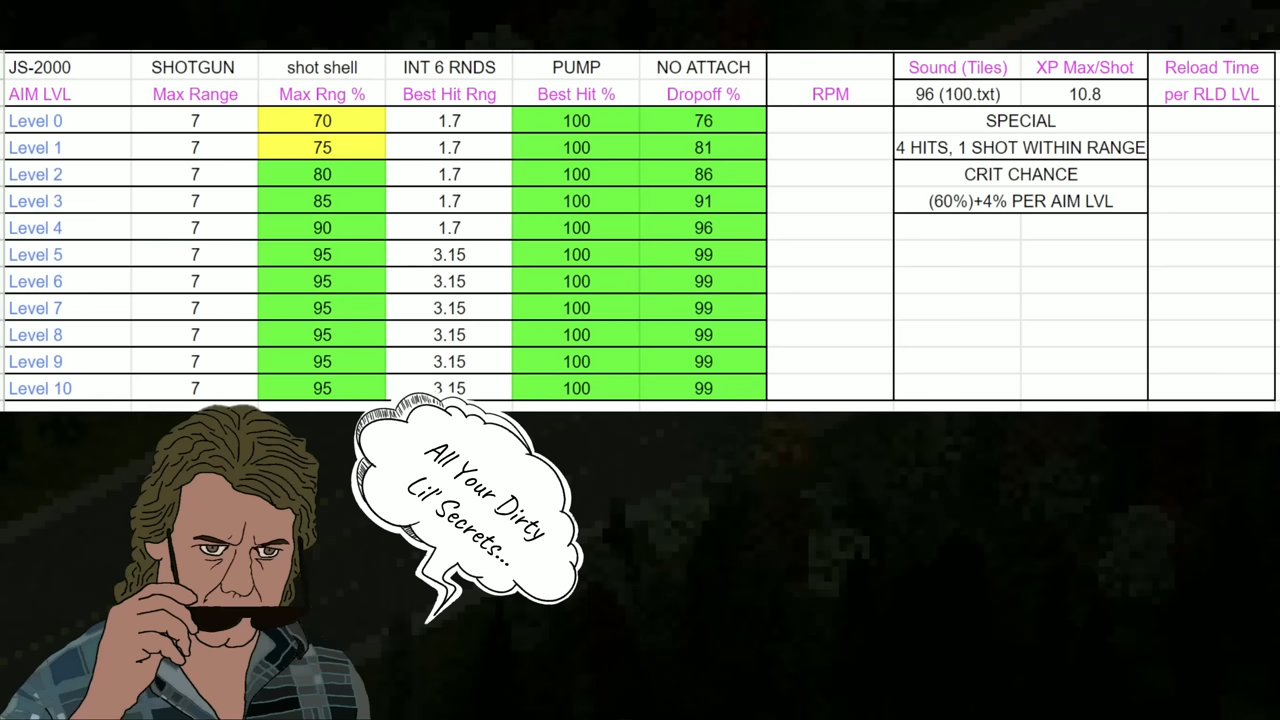 JS-2000 SHOTGUN shot shell INT 6 RNDS PUMP NO ATTACH Sound (Tiles) XP Max/Shot Reload Time
AIM LVL Max Range Max Rng % Best Hit Rng Best Hit % Dropoff % RPM 96 (100.txt) 10.8 per RLD LVL
Level 0 7 70 1.7 100 76 SPECIAL
Level 1 7 75 1.7 100 81 4 HITS, 1 SHOT WITHIN RANGE
Level 2 7 80 1.7 100 86 CRIT CHANCE
Level 3 7 85 1.7 100 91 (60%)+4% PER AIM LVL
Level 4 7 90 1.7 100 96
Level 5 7 95 3.15 100 99
Level 6 7 95 3.15 100 99
Level 7 7 95 3.15 100 99
Level 8 7 95 3.15 100 99
Level 9 7 95 3.15 100 99
Level 10 7 95 3.15 100 99
All Your Dirty
Lil' Secrets...